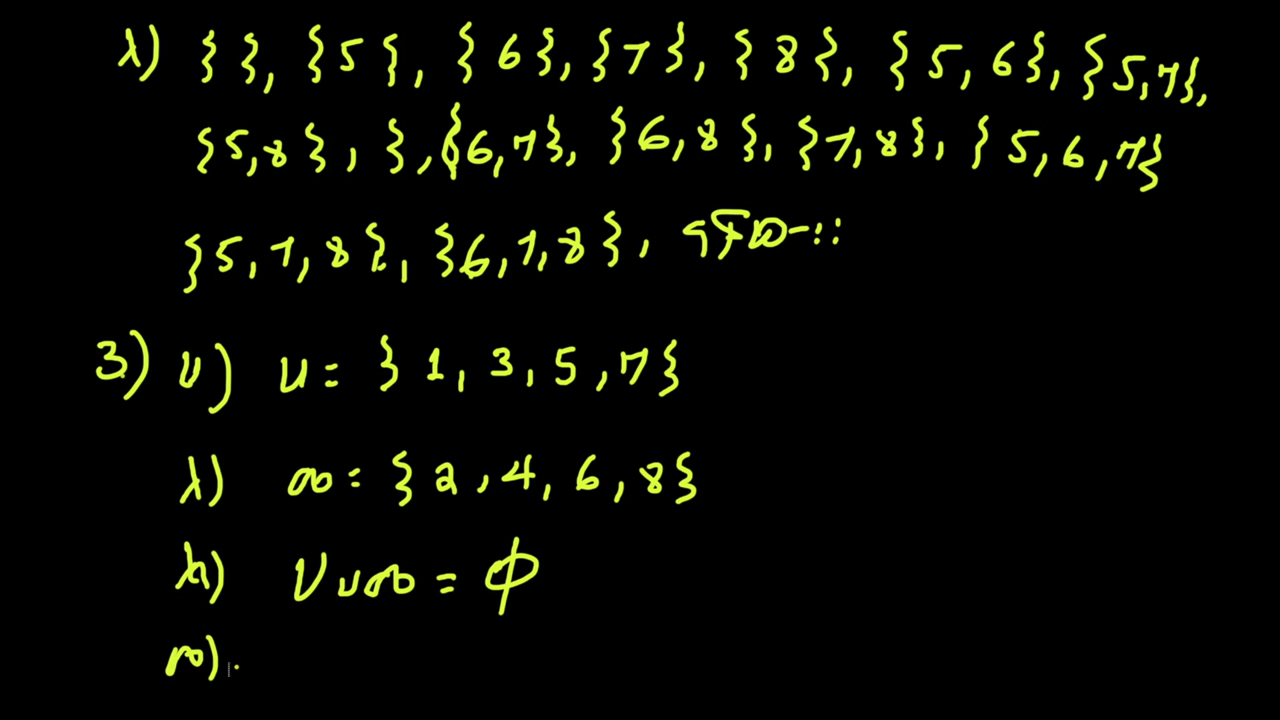 ለ) { }, {5}, {6}, {7}, {8}, {5, 6}, {5,7},
{5,8}, }, {6,7}, {6,8}, {7,8}, {5, 6, 7}
{5, 7, 8}, {6, 7, 8}, ናቸው።
3) ሀ) ሀ = {1, 3, 5, 7}
ለ) መ = {2, 4, 6, 8}
ሐ) ሀ ∪ መ = ϕ
መ) .